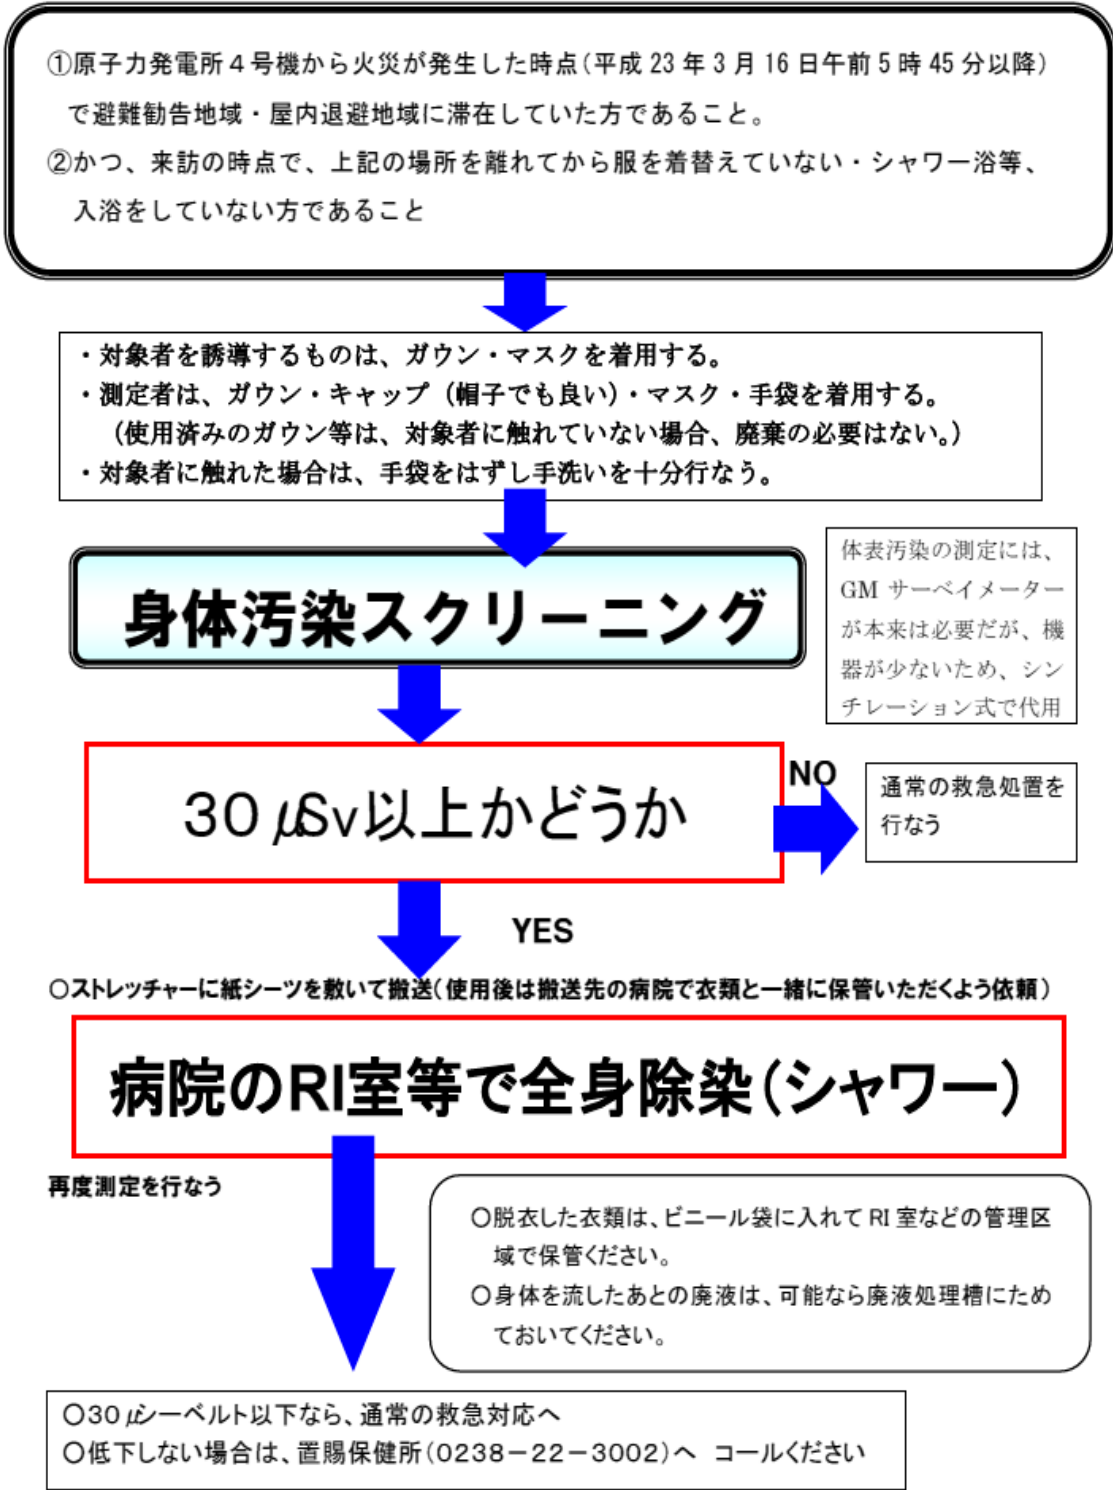 ①原子力発電所４号機から火災が発生した時点（平成 23 年 3 月 16 日午前 5 時 45 分以降）
で避難勧告地域・屋内退避地域に滞在していた方であること。
②かつ、来訪の時点で、上記の場所を離れてから服を着替えていない・シャワー浴等、
入浴をしていない方であること
・対象者を誘導するものは、ガウン・マスクを着用する。
・測定者は、ガウン・キャップ（帽子でも良い）・マスク・手袋を着用する。
（使用済みのガウン等は、対象者に触れていない場合、廃棄の必要はない。）
・対象者に触れた場合は、手袋をはずし手洗いを十分行なう。
身体汚染スクリーニング
体表汚染の測定には、
GM サーベイメーター
が本来は必要だが、機
器が少ないため、シン
チレーション式で代用
30μSv以上かどうか
NO
通常の救急処置を
行なう
YES
○ストレッチャーに紙シーツを敷いて搬送（使用後は搬送先の病院で衣類と一緒に保管いただくよう依頼）
病院のRI室等で全身除染（シャワー）
再度測定を行なう
○脱衣した衣類は、ビニール袋に入れて RI 室などの管理区
域で保管ください。
○身体を流したあとの廃液は、可能なら廃液処理槽にため
ておいてください。
○30μシーベルト以下なら、通常の救急対応へ
○低下しない場合は、置賜保健所（0238－22－3002）へ　コールください